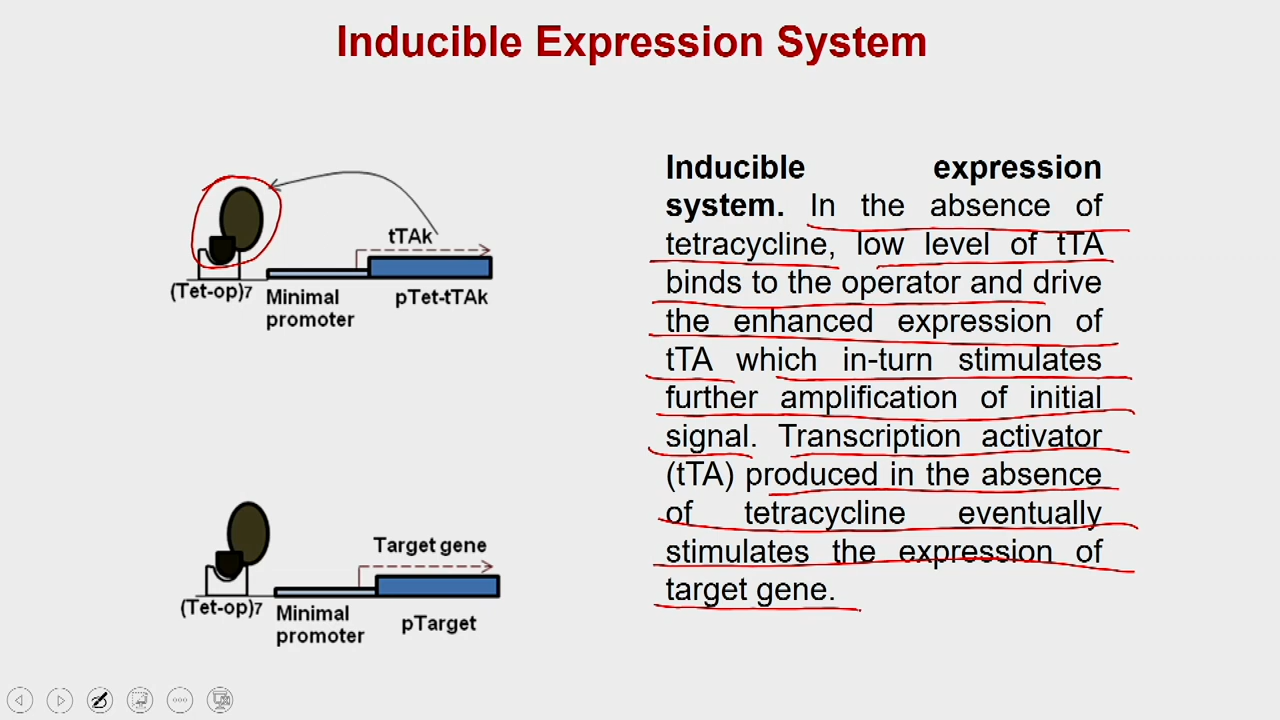 Inducible Expression System
tTAk
(Tet-op)7
Minimal
promoter
pTet-tTAk
Target gene
(Tet-op)7
Minimal
promoter
pTarget
Inducible expression
system. In the absence of
tetracycline, low level of tTA
binds to the operator and drive
the enhanced expression of
tTA which in-turn stimulates
further amplification of initial
signal. Transcription activator
(tTA) produced in the absence
of tetracycline eventually
stimulates the expression of
target gene.